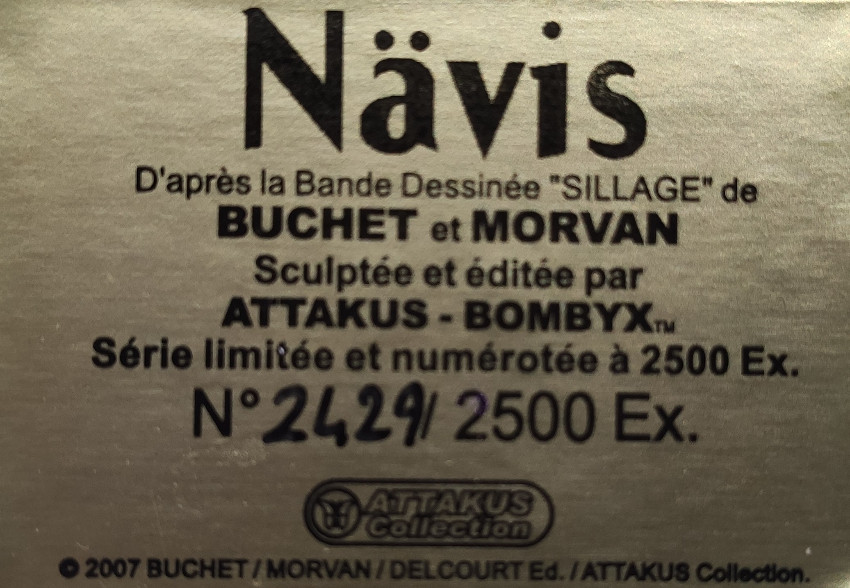 Nävis
D'après la Bande Dessinée "SILLAGE" de
BUCHET et MORVAN
Sculptée et éditée par
ATTAKUS - BOMBYX™
Série limitée et numérotée à 2500 Ex.
N° 2429/ 2500 Ex.
ATTAKUS
Collection
© 2007 BUCHET / MORVAN / DELCOURT Ed. / ATTAKUS Collection.